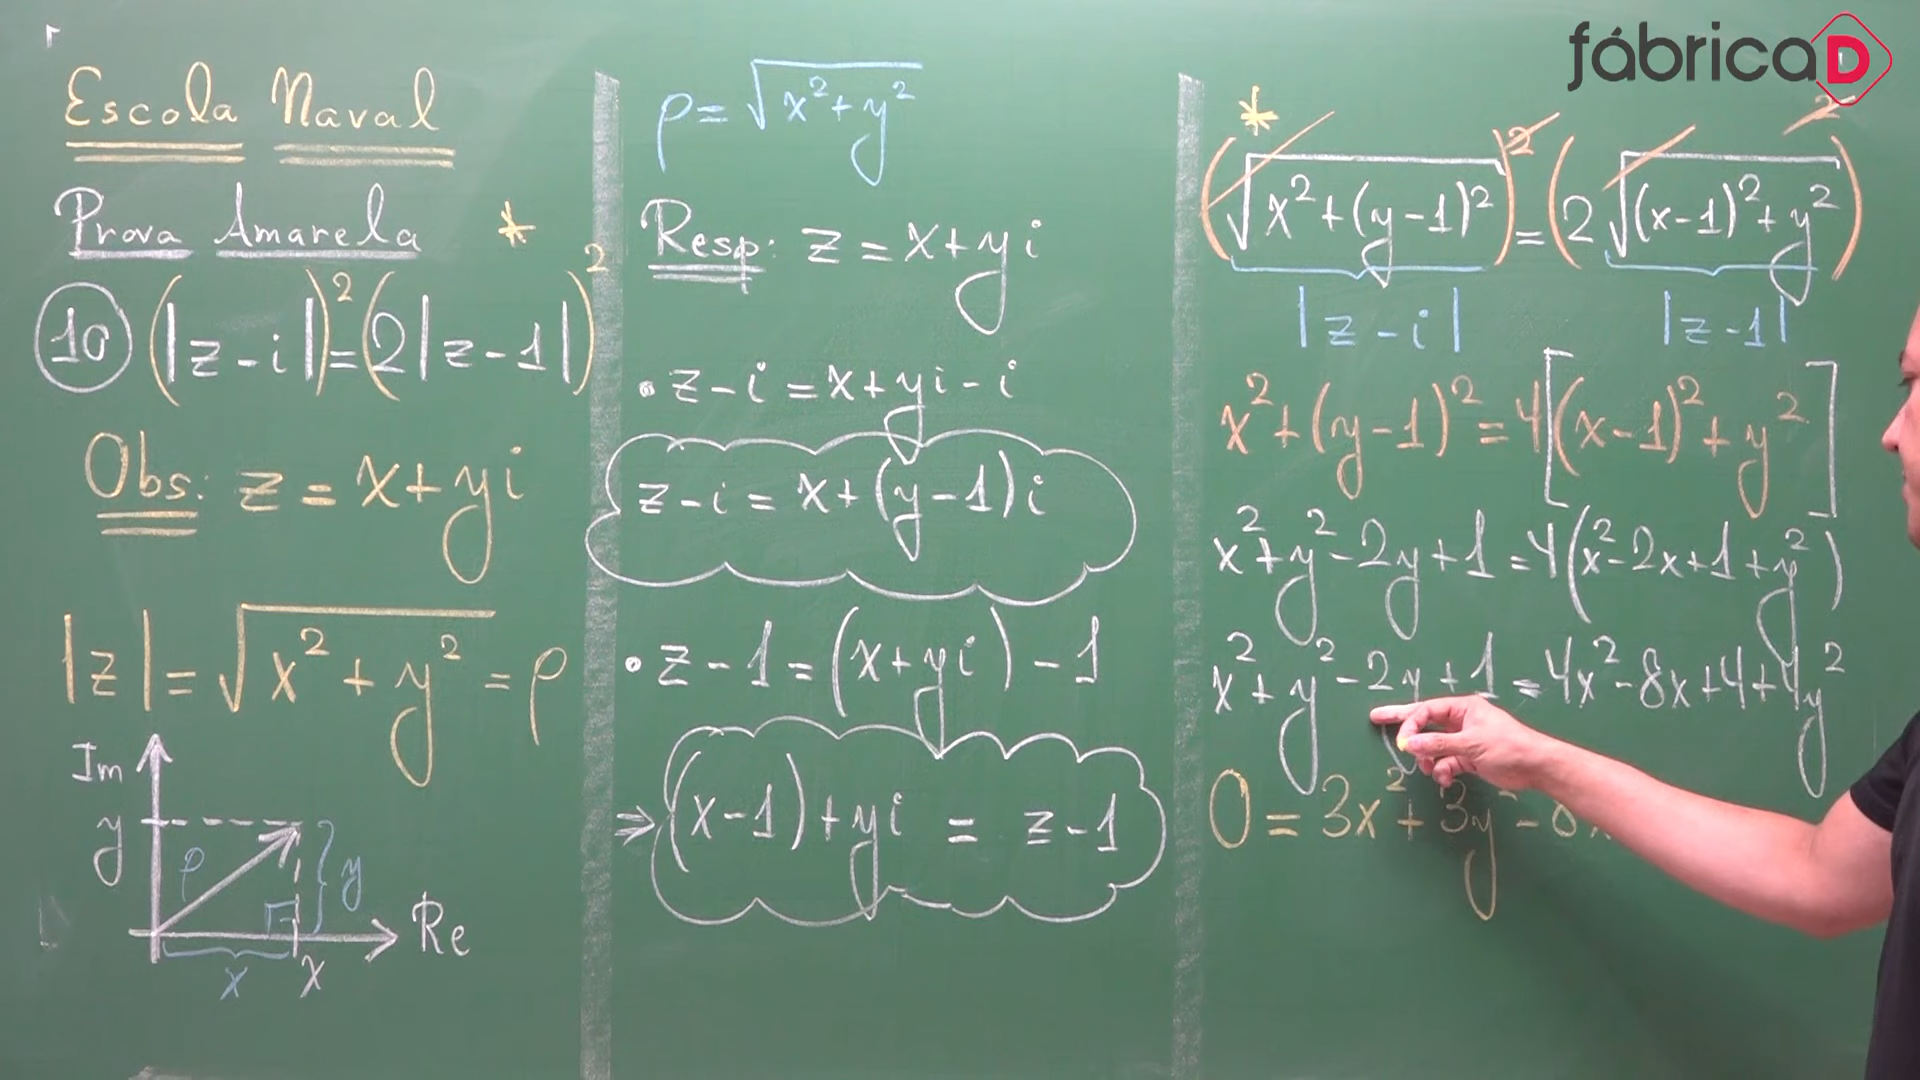 fábricaD
Escola Naval
Prova Amarela *
10 (|z-i|)² = (2|z-1|)²
Obs: z = x+yi
|z| = √(x²+y²) = ρ
Im
y
ρ
y
Re
x
x
ρ = √(x²+y²)
Resp: z = x+yi
• z-i = x+yi-i
z-i = x+(y-1)i
• z-1 = (x+yi)-1
⇒ (x-1)+yi = z-1
*
(√(x²+(y-1)²))² = (2√((x-1)²+y²))²
|z-i| |z-1|
x²+(y-1)² = 4[(x-1)²+y²]
x²+y²-2y+1 = 4(x²-2x+1+y²)
x²+y²-2y+1 = 4x²-8x+4+4y²
0 = 3x²+3y²-8x